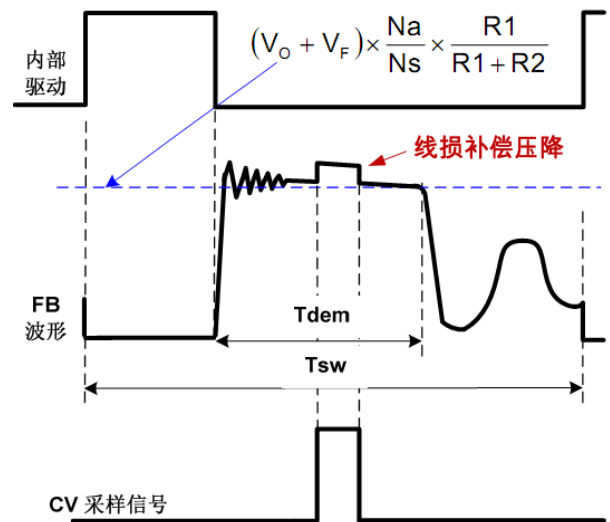 内部
驱动
(V_O + V_F) × Na/Ns × R1/(R1 + R2)
线损补偿压降
FB
波形
Tdem
Tsw
CV 采样信号